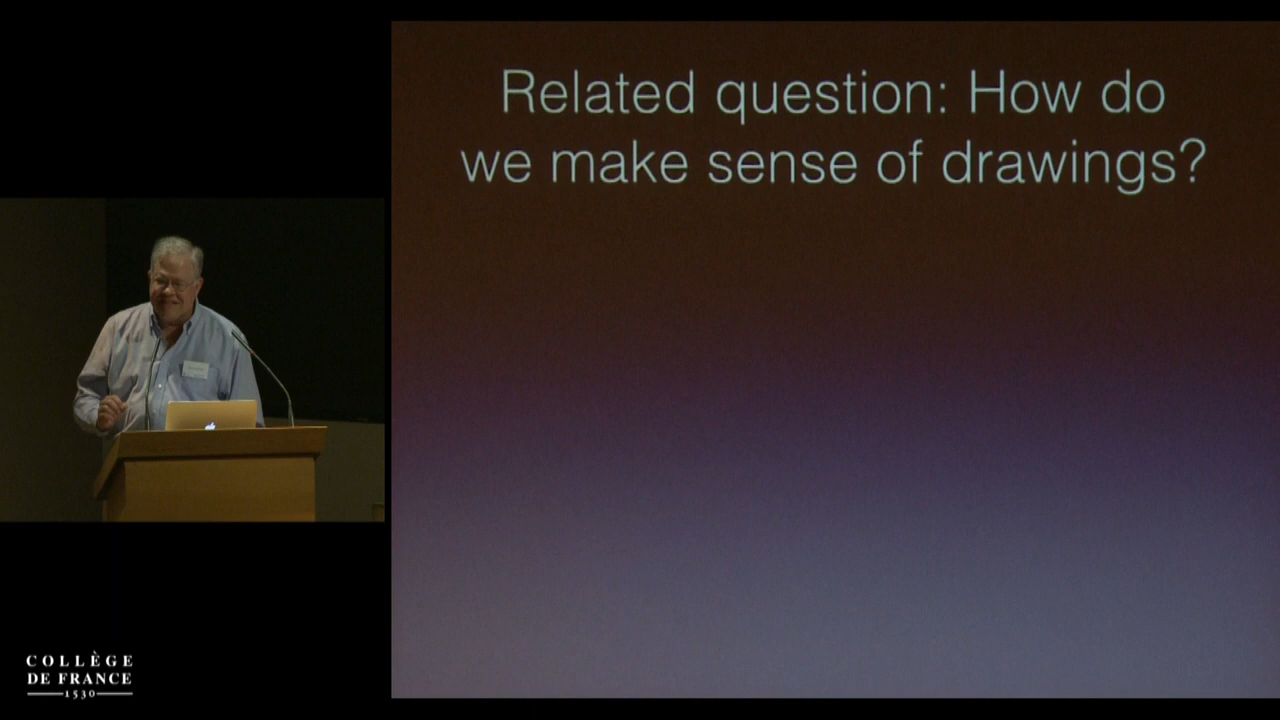 Related question: How do
we make sense of drawings?
COLLÈGE
DE FRANCE
1530